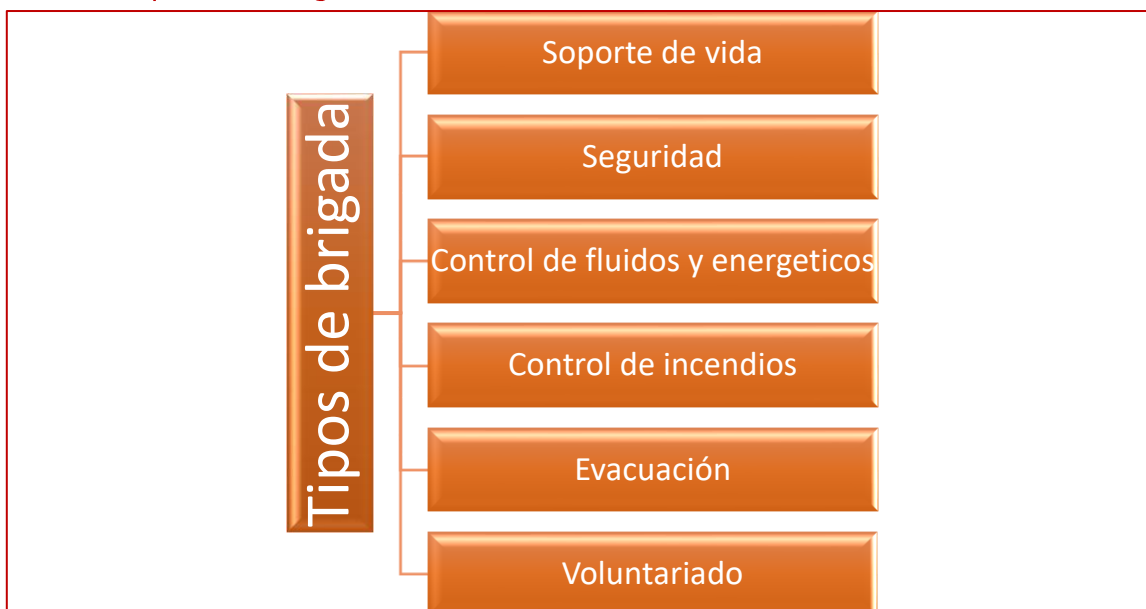 Tipos de brigada
Soporte de vida
Seguridad
Control de fluidos y energeticos
Control de incendios
Evacuación
Voluntariado